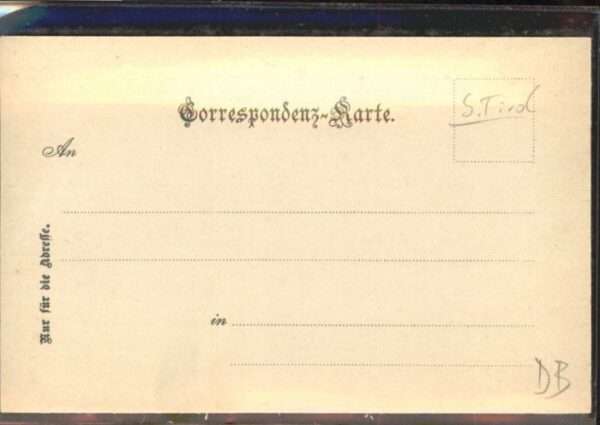 S. Tirol
Correspondenz-Karte.
An
Nur für die Adresse.
in
DB